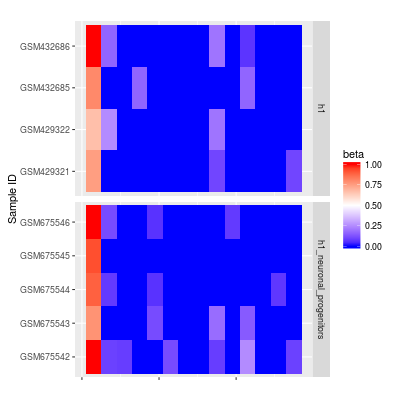 GSM432686
GSM432685
GSM429322
GSM429321
h1
GSM675546
GSM675545
GSM675544
GSM675543
GSM675542
h1_neuronal_progenitors
Sample ID
beta
1.00
0.75
0.50
0.25
0.00